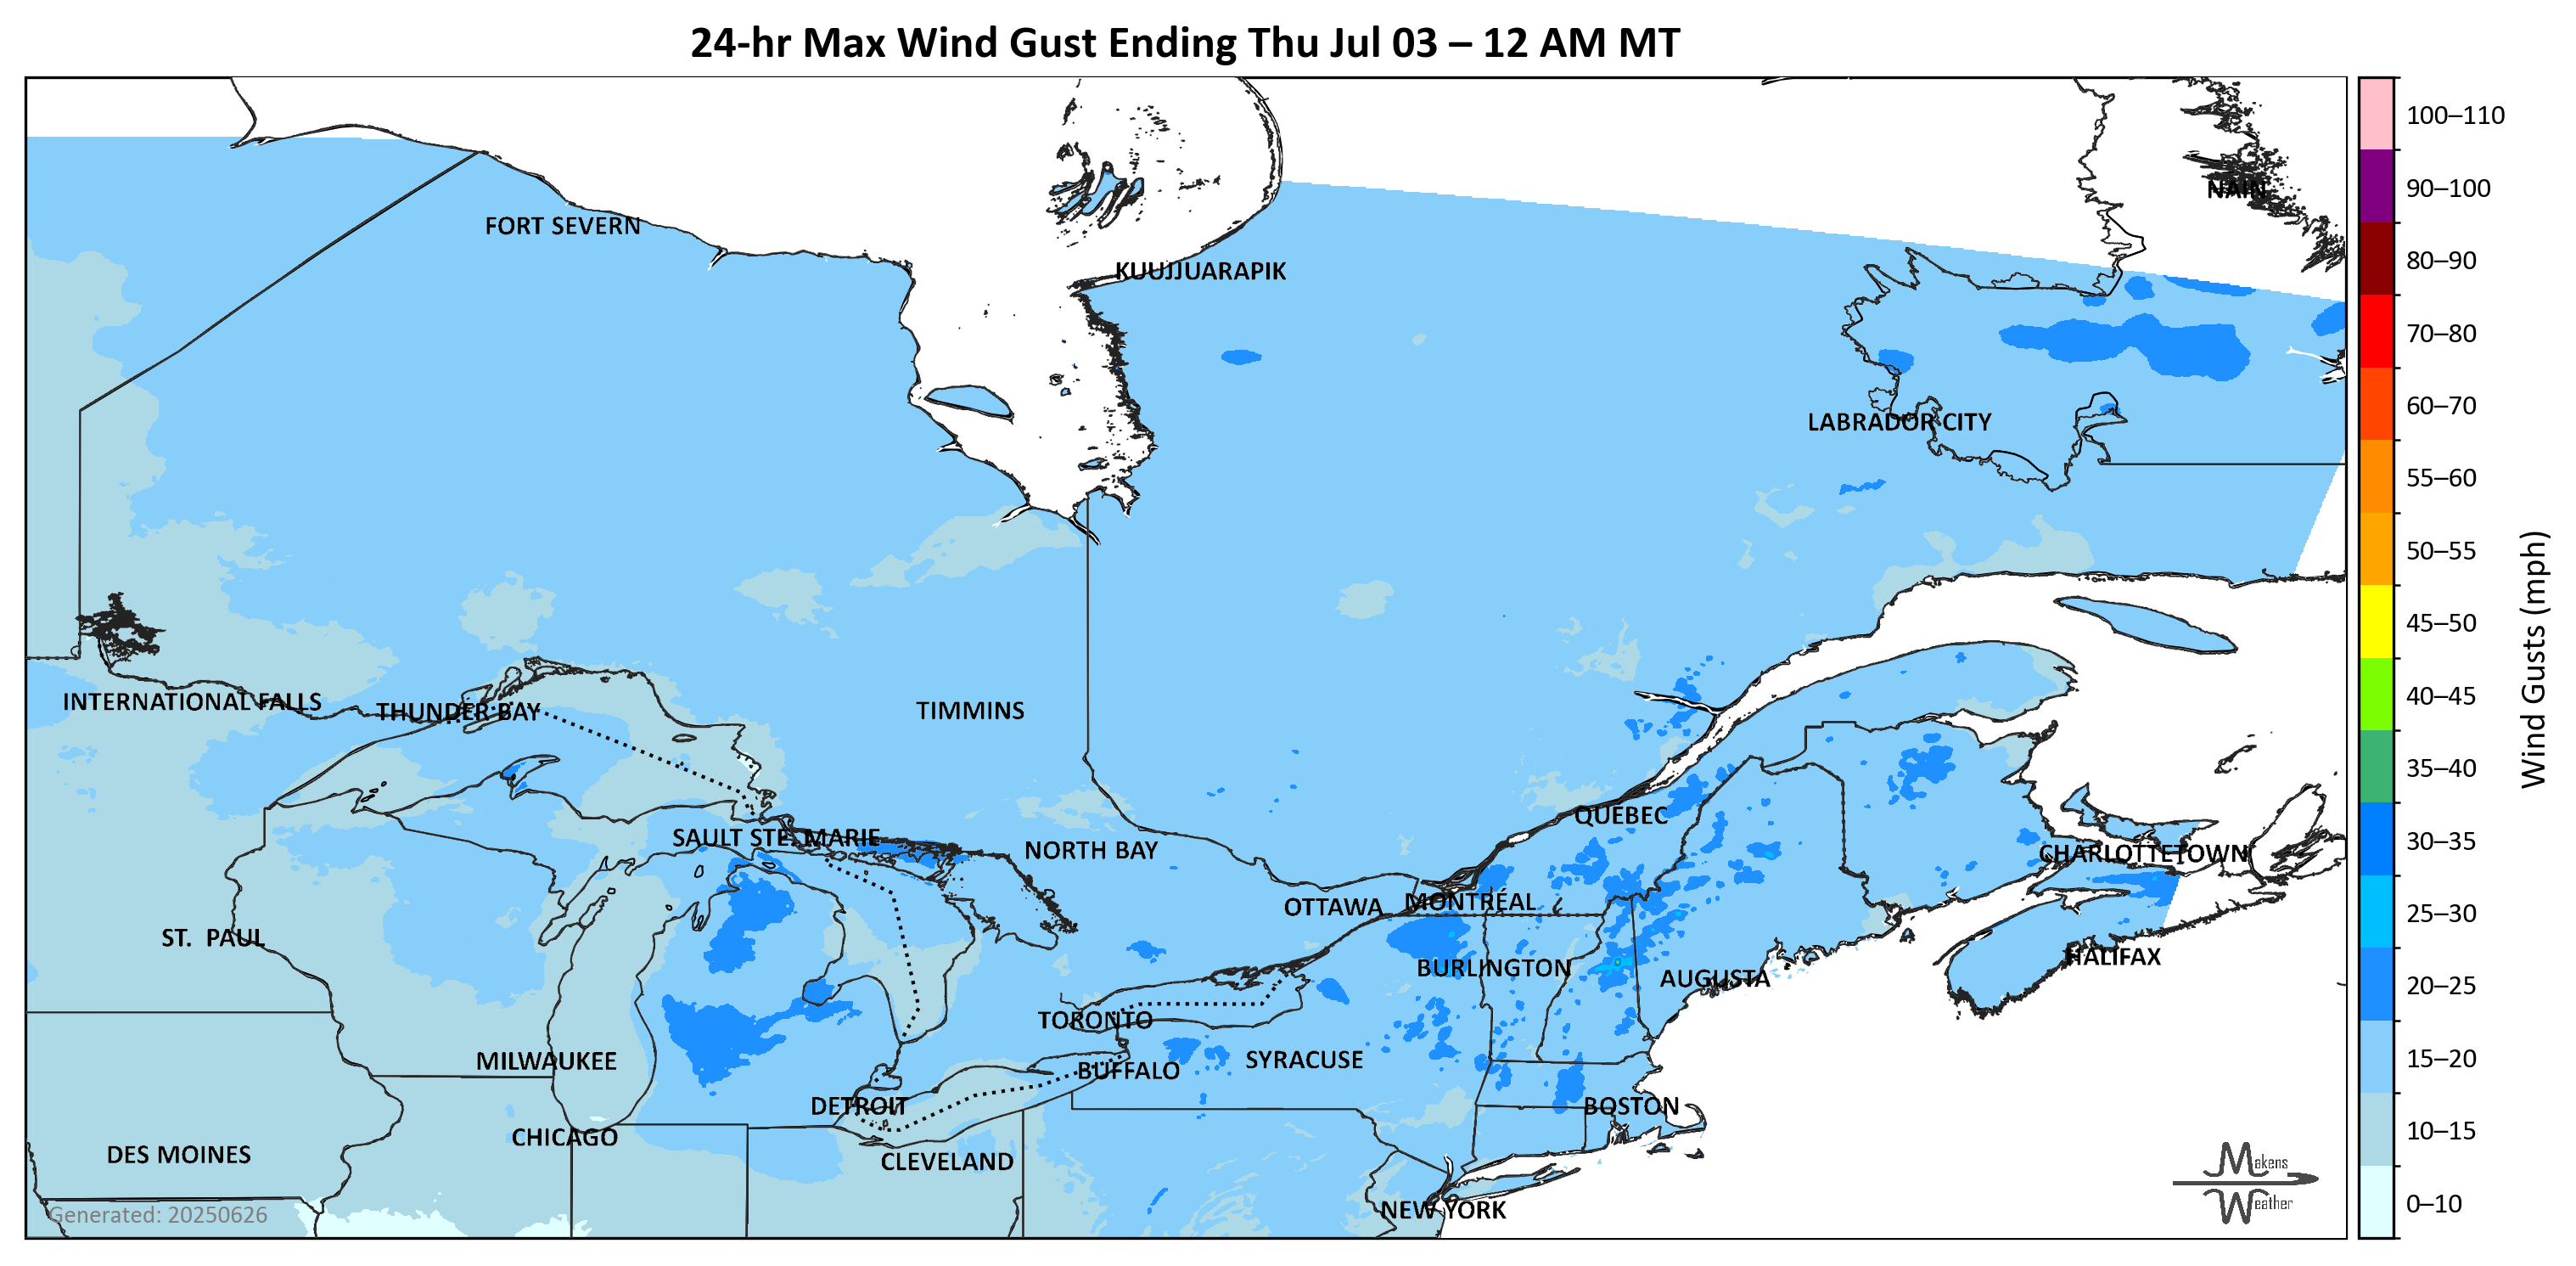 24-hr Max Wind Gust Ending Thu Jul 03 – 12 AM MT
NAIN
FORT SEVERN
KUUJJUARAPIK
LABRADOR CITY
INTERNATIONAL FALLS
THUNDER BAY
TIMMINS
QUEBEC
SAULT STE. MARIE
NORTH BAY
CHARLOTTETOWN
OTTAWA
MONTRÉAL
ST. PAUL
HALIFAX
BURLINGTON
AUGUSTA
TORONTO
MILWAUKEE
SYRACUSE
BUFFALO
DETROIT
BOSTON
CHICAGO
DES MOINES
CLEVELAND
NEW YORK
Generated: 20250626
Makens
Weather
100–110
90–100
80–90
70–80
60–70
55–60
50–55
45–50
40–45
35–40
30–35
25–30
20–25
15–20
10–15
0–10
Wind Gusts (mph)